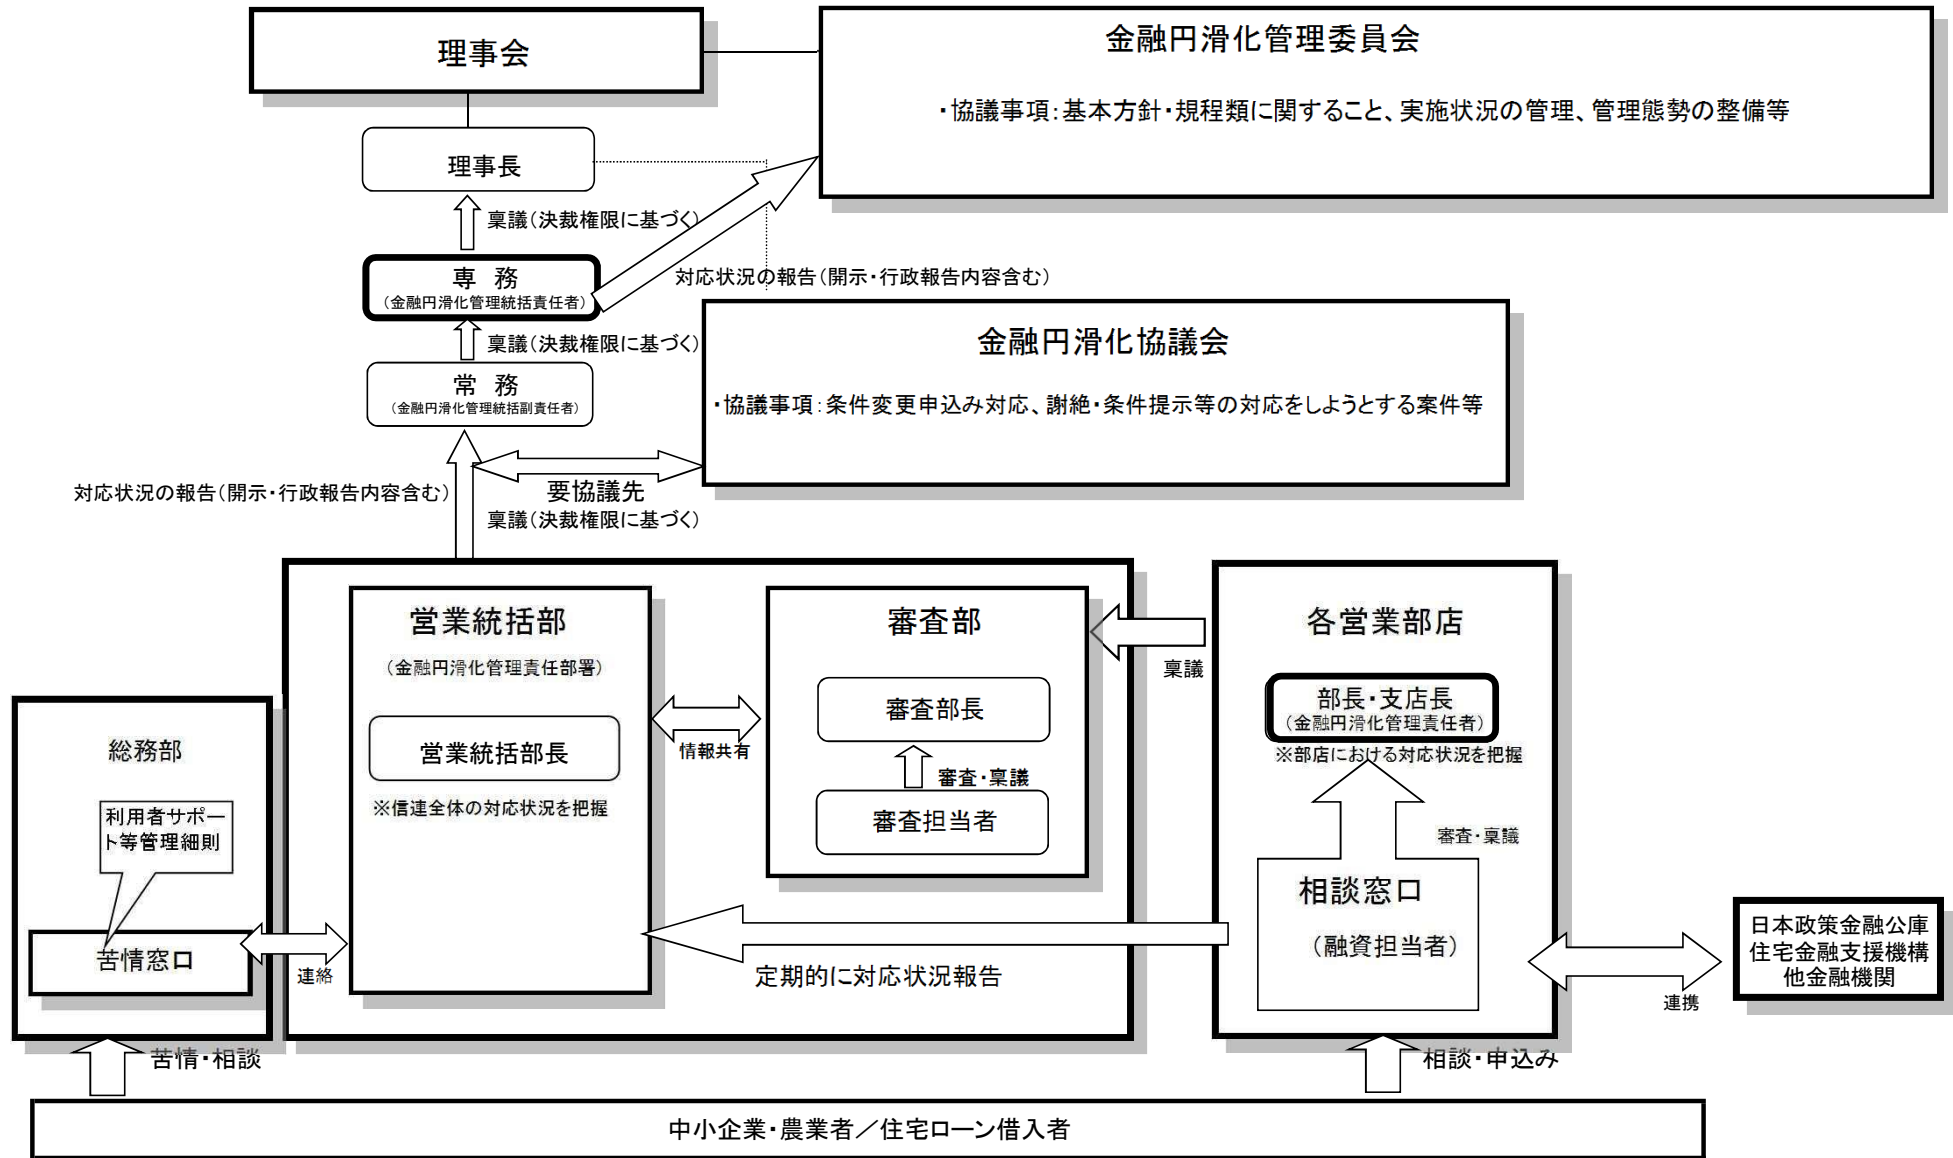 理事会
金融円滑化管理委員会
・協議事項：基本方針・規程類に関すること、実施状況の管理、管理態勢の整備等
理事長
稟議（決裁権限に基づく）
専　務
（金融円滑化管理統括責任者）
対応状況の報告（開示・行政報告内容含む）
稟議（決裁権限に基づく）
金融円滑化協議会
・協議事項：条件変更申込み対応、謝絶・条件提示等の対応をしようとする案件等
常　務
（金融円滑化管理統括副責任者）
対応状況の報告（開示・行政報告内容含む）
要協議先
稟議（決裁権限に基づく）
営業統括部
（金融円滑化管理責任部署）
営業統括部長
※信連全体の対応状況を把握
情報共有
審査部
審査部長
審査・稟議
審査担当者
稟議
各営業部店
部長・支店長
（金融円滑化管理責任者）
※部店における対応状況を把握
審査・稟議
相談窓口
（融資担当者）
総務部
利用者サポー
ト等管理細則
苦情窓口
連絡
定期的に対応状況報告
連携
日本政策金融公庫
住宅金融支援機構
他金融機関
苦情・相談
相談・申込み
中小企業・農業者／住宅ローン借入者